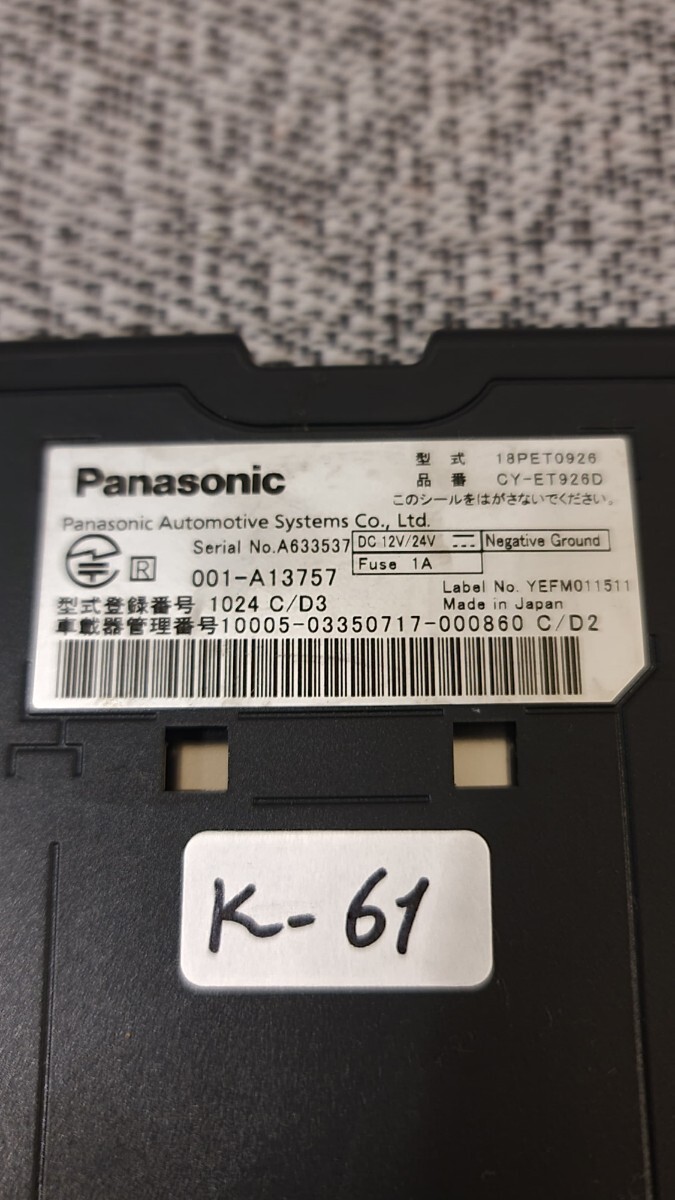 Panasonic
型式 18PET0926
品番 CY-ET926D
このシールをはがさないでください。
Panasonic Automotive Systems Co., Ltd.
Serial No.A633537 DC 12V/24V Negative Ground
R 001-A13757 Fuse 1A
Label No. YEFM011511
型式登録番号 1024 C/D3 Made in Japan
車載器管理番号10005-03350717-000860 C/D2
K-61